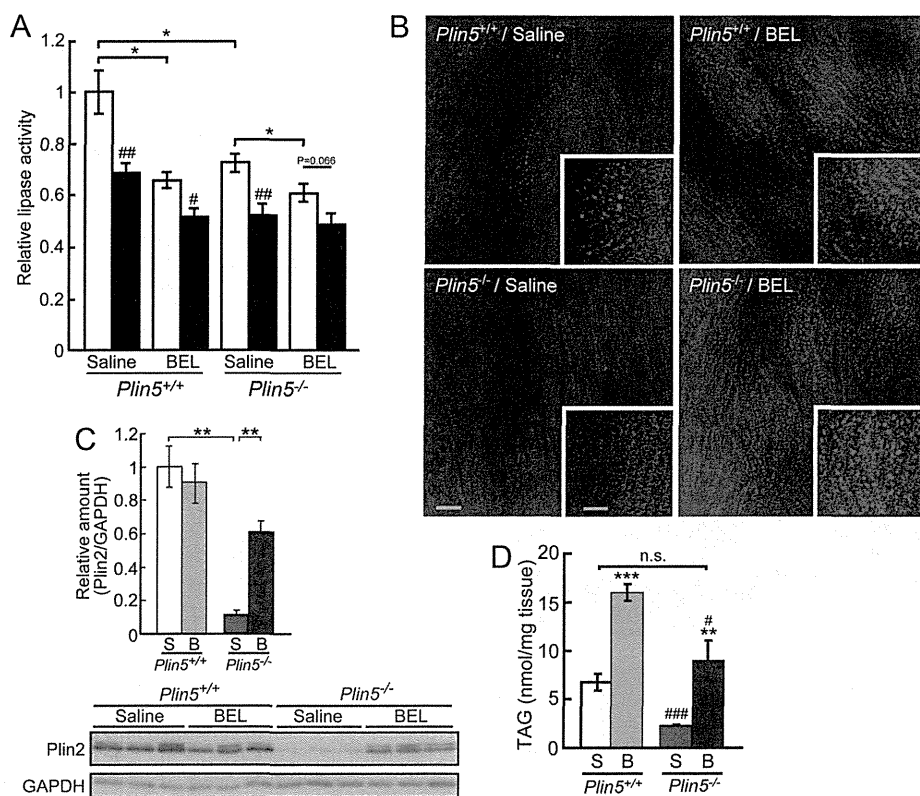 A
Relative lipase activity
1.2
1
0.8
0.6
0.4
0.2
0
*
*
*
##
#
##
P=0.066
Saline BEL Saline BEL
Plin5+/+ Plin5-/-
B
Plin5+/+ / Saline
Plin5+/+ / BEL
Plin5-/- / Saline
Plin5-/- / BEL
C
Relative amount
(Plin2/GAPDH)
1.2
1
0.8
0.6
0.4
0.2
0
** **
S B S B
Plin5+/+ Plin5-/-
Plin5+/+ Plin5-/-
Saline BEL Saline BEL
Plin2
GAPDH
D
TAG (nmol/mg tissue)
20
15
10
5
0
n.s.
***
#
**
###
S B S B
Plin5+/+ Plin5-/-